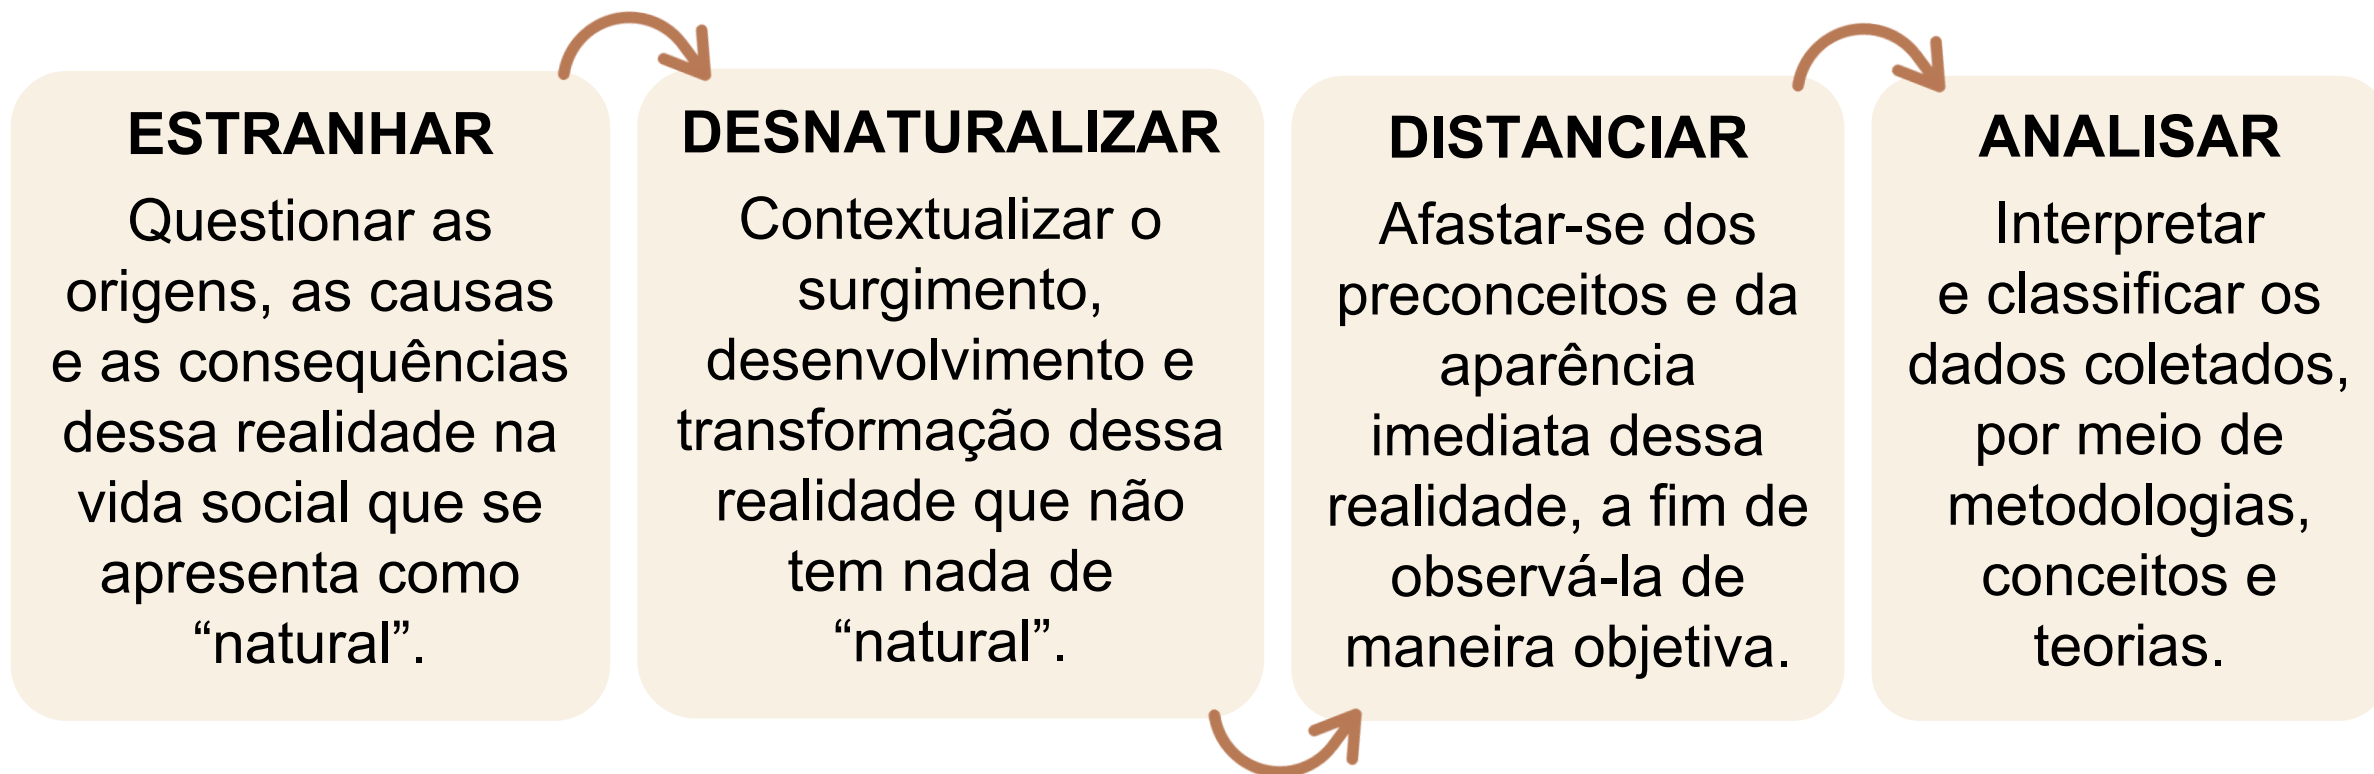 ESTRANHAR
Questionar as
origens, as causas
e as consequências
dessa realidade na
vida social que se
apresenta como
“natural”.
DESNATURALIZAR
Contextualizar o
surgimento,
desenvolvimento e
transformação dessa
realidade que não
tem nada de
“natural”.
DISTANCIAR
Afastar-se dos
preconceitos e da
aparência
imediata dessa
realidade, a fim de
observá-la de
maneira objetiva.
ANALISAR
Interpretar
e classificar os
dados coletados,
por meio de
metodologias,
conceitos e
teorias.